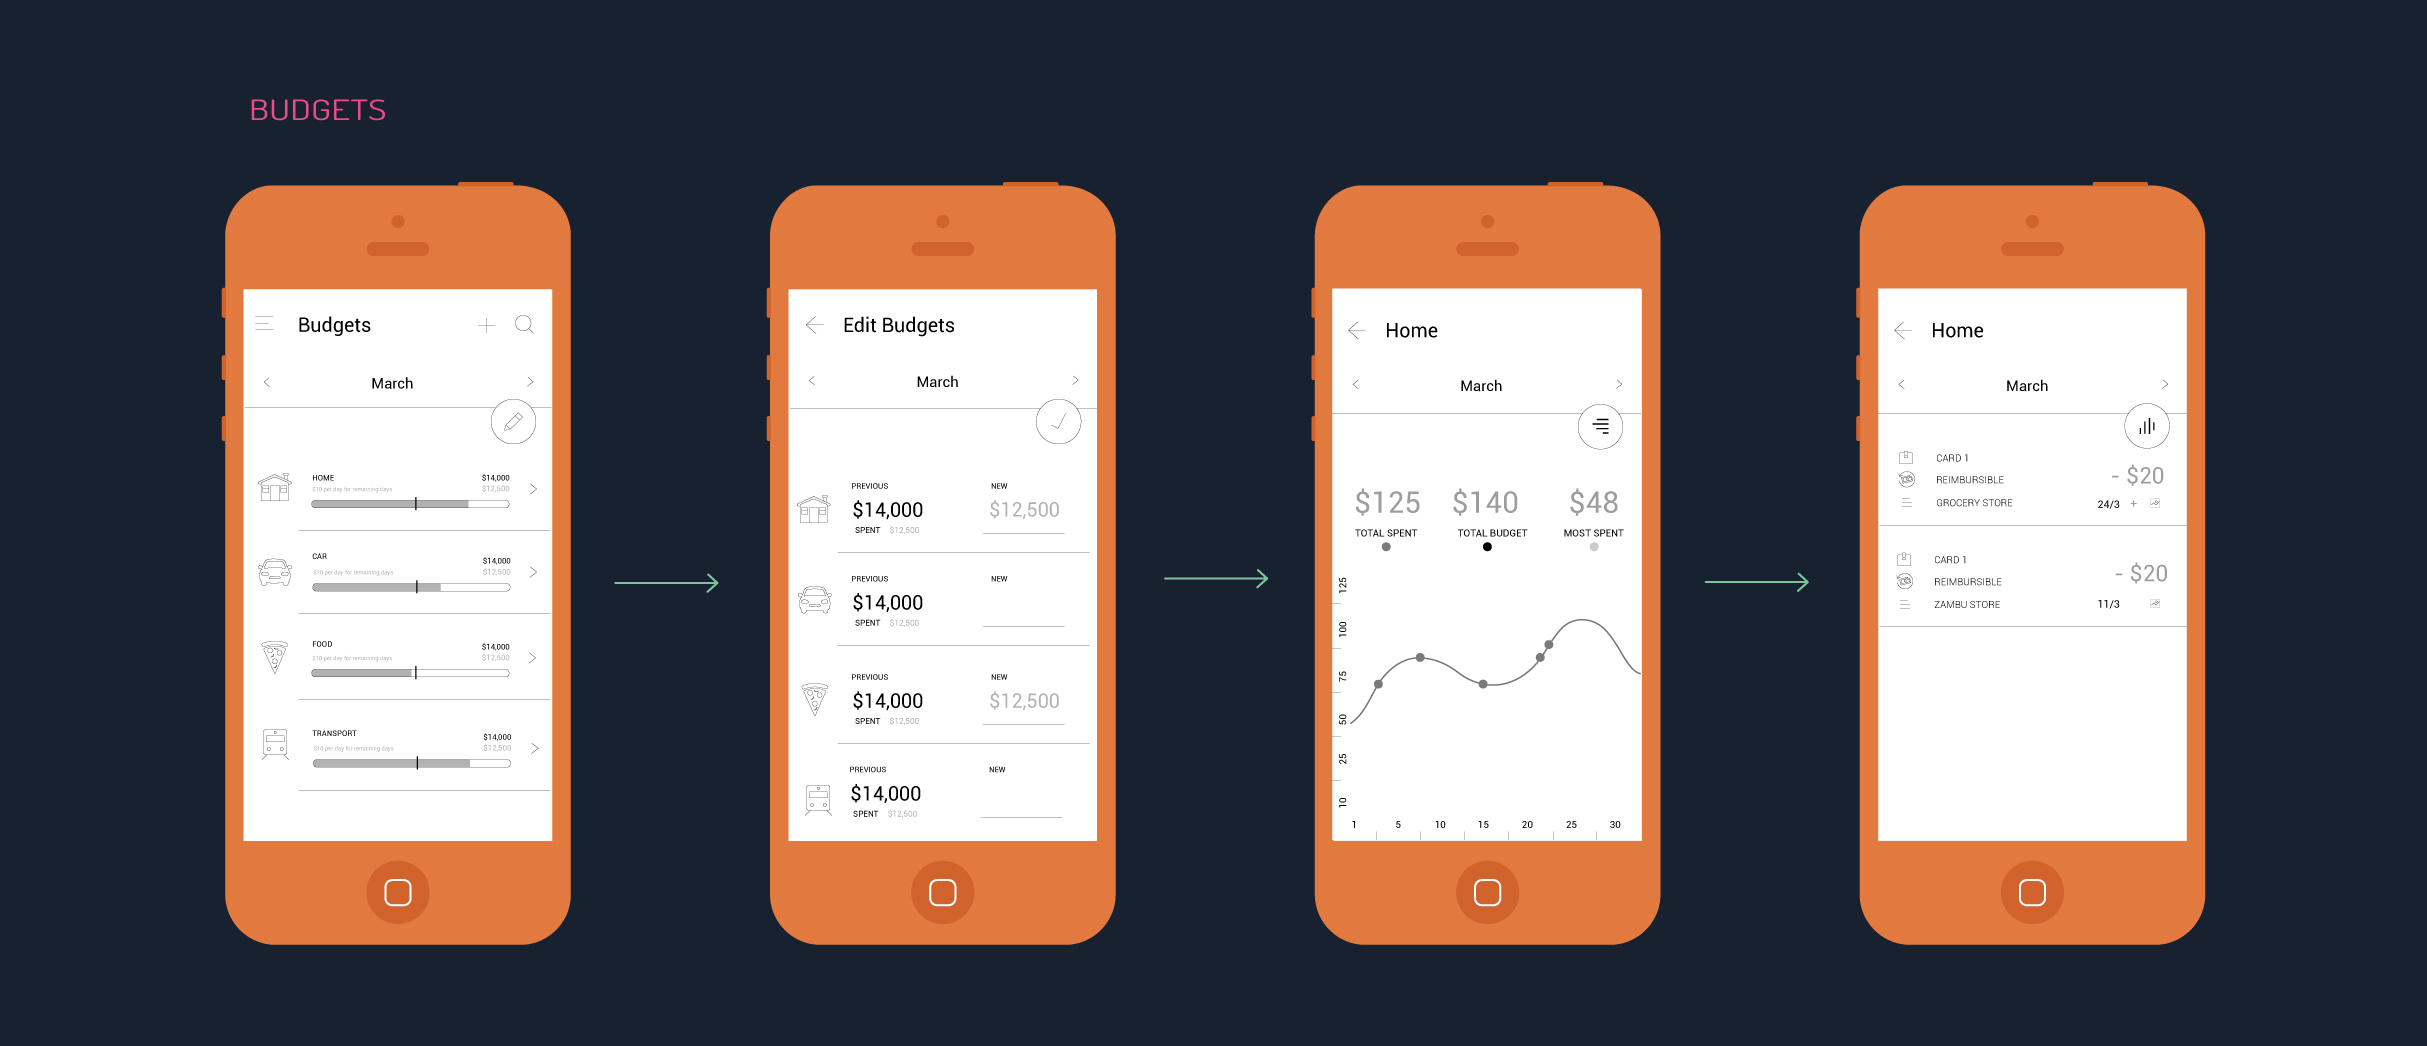 BUDGETS
Budgets
March
HOME
$14,000
$10 per day for remaining days
$12,500
CAR
$14,000
$10 per day for remaining days
$12,500
FOOD
$14,000
$10 per day for remaining days
$12,500
TRANSPORT
$14,000
$10 per day for remaining days
$12,500
Edit Budgets
March
PREVIOUS NEW
$14,000 $12,500
SPENT $12,500
PREVIOUS NEW
$14,000
SPENT $12,500
PREVIOUS NEW
$14,000 $12,500
SPENT $12,500
PREVIOUS NEW
$14,000
SPENT $12,500
Home
March
$125 $140 $48
TOTAL SPENT TOTAL BUDGET MOST SPENT
125
100
75
50
25
10
1 5 10 15 20 25 30
Home
March
CARD 1
- $20
REIMBURSIBLE
GROCERY STORE 24/3 +
CARD 1
- $20
REIMBURSIBLE
ZAMBU STORE 11/3